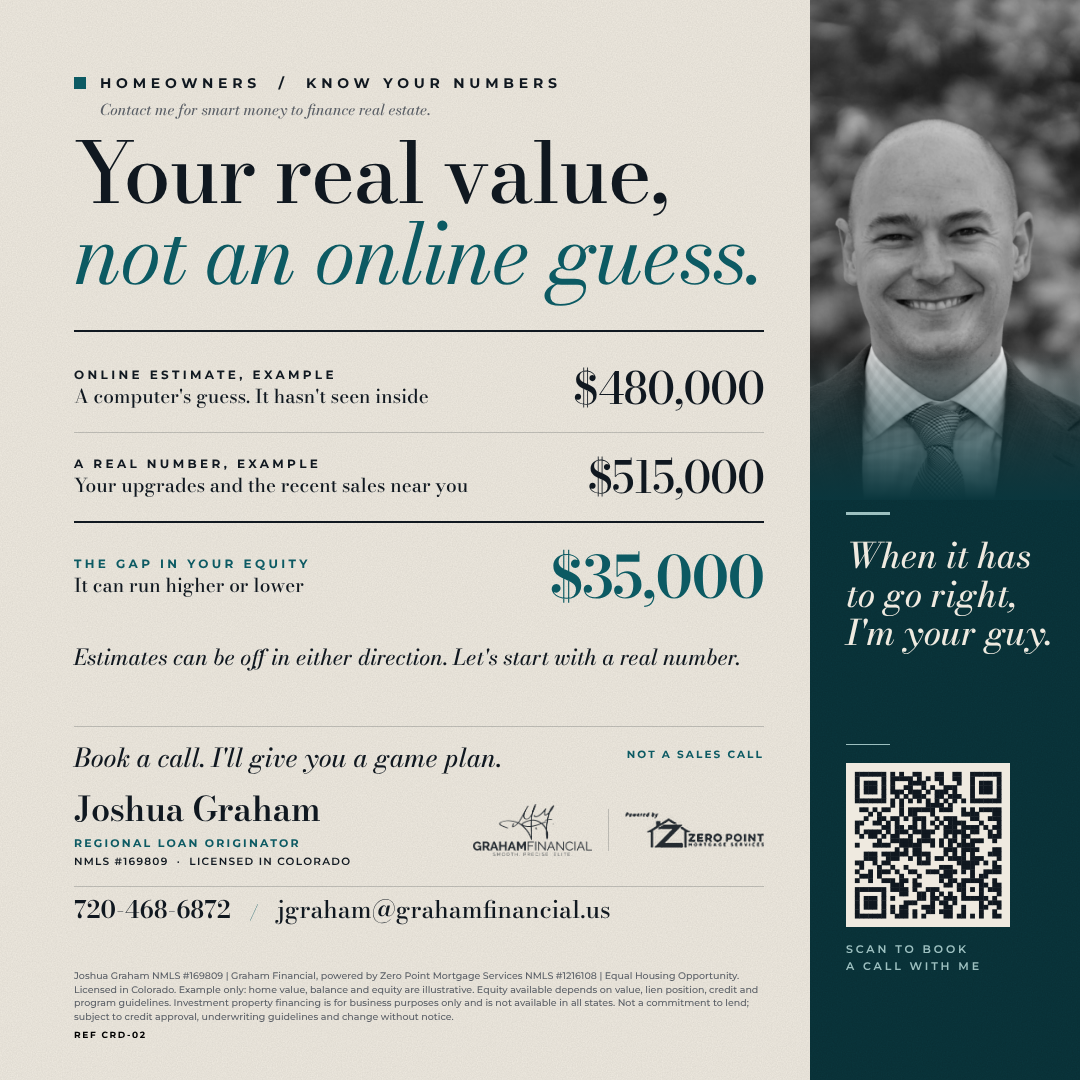 HOMEOWNERS / KNOW YOUR NUMBERS
Contact me for smart money to finance real estate.
Your real value,
not an online guess.
ONLINE ESTIMATE, EXAMPLE
A computer's guess. It hasn't seen inside
$480,000
A REAL NUMBER, EXAMPLE
Your upgrades and the recent sales near you
$515,000
THE GAP IN YOUR EQUITY
It can run higher or lower
$35,000
Estimates can be off in either direction. Let's start with a real number.
Book a call. I'll give you a game plan.
NOT A SALES CALL
Joshua Graham
REGIONAL LOAN ORIGINATOR
NMLS #169809 · LICENSED IN COLORADO
GRAHAMFINANCIAL
SMOOTH. PRECISE. ELITE.
Powered by
ZERO POINT
MORTGAGE SERVICES
720-468-6872 / jgraham@grahamfinancial.us
Joshua Graham NMLS #169809 | Graham Financial, powered by Zero Point Mortgage Services NMLS #1216108 | Equal Housing Opportunity.
Licensed in Colorado. Example only: home value, balance and equity are illustrative. Equity available depends on value, lien position, credit and
program guidelines. Investment property financing is for business purposes only and is not available in all states. Not a commitment to lend;
subject to credit approval, underwriting guidelines and change without notice.
REF CRD-02
When it has
to go right,
I'm your guy.
SCAN TO BOOK
A CALL WITH ME